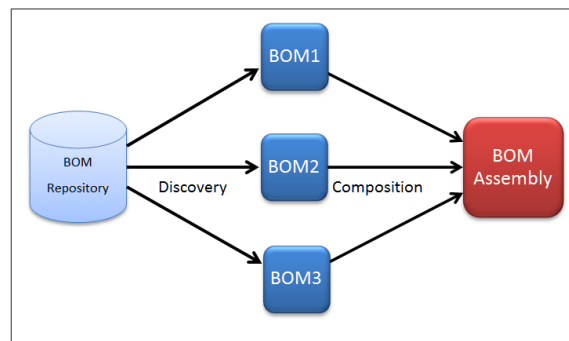 BOM1
BOM
Repository
Discovery
BOM2
Composition
BOM
Assembly
BOM3